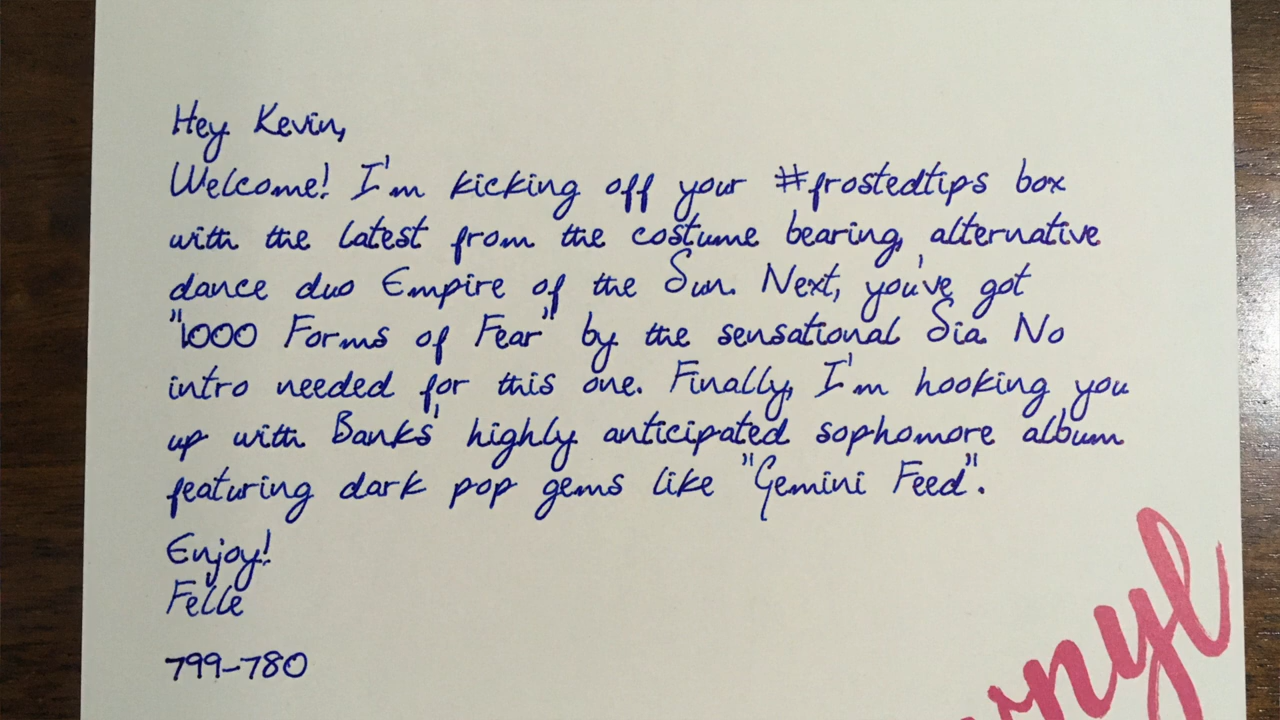 Hey Kevin,
Welcome! I'm kicking off your #frostedtips box
with the latest from the costume bearing, alternative
dance duo Empire of the Sun. Next, you've got
"1000 Forms of Fear" by the sensational Sia. No
intro needed for this one. Finally, I'm hooking you
up with Banks' highly anticipated sophomore album
featuring dark pop gems like "Gemini Feed".
Enjoy!
Felle
799-780